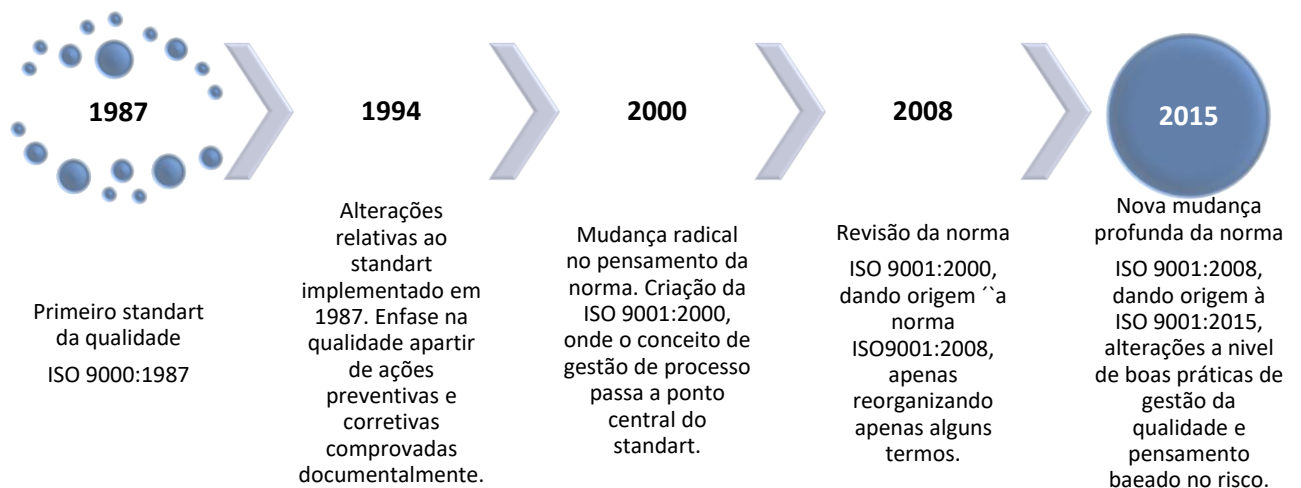 1987
Primeiro standart
da qualidade
ISO 9000:1987
1994
Alterações
relativas ao
standart
implementado em
1987. Enfase na
qualidade apartir
de ações
preventivas e
corretivas
comprovadas
documentalmente.
2000
Mudança radical
no pensamento da
norma. Criação da
ISO 9001:2000,
onde o conceito de
gestão de processo
passa a ponto
central do
standart.
2008
Revisão da norma
ISO 9001:2000,
dando origem ´`a
norma
ISO9001:2008,
apenas
reorganizando
apenas alguns
termos.
2015
Nova mudança
profunda da norma
ISO 9001:2008,
dando origem à
ISO 9001:2015,
alterações a nivel
de boas práticas de
gestão da
qualidade e
pensamento
baeado no risco.